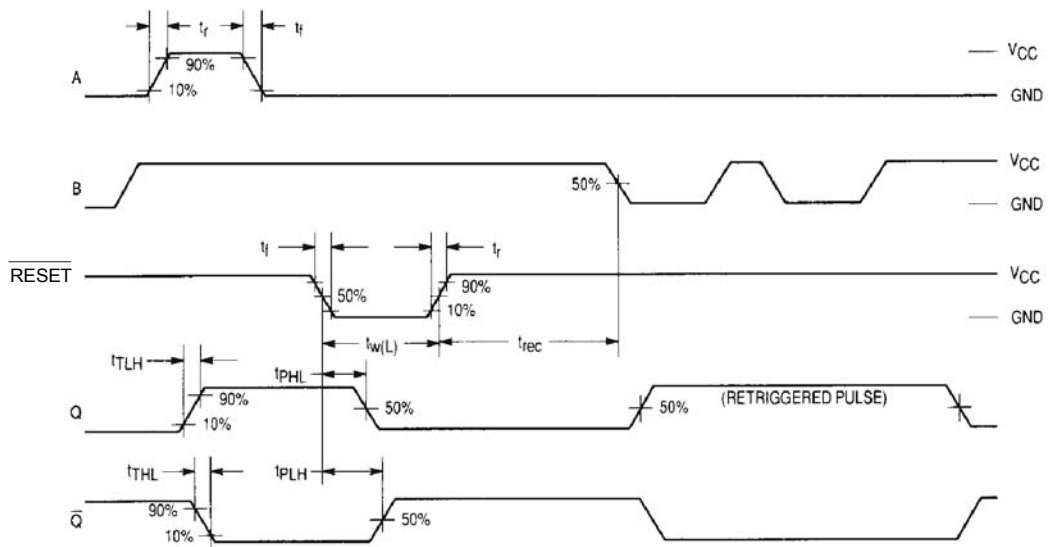 tr tf
VCC
90%
A
10%
GND
VCC
B
50%
GND
tf tr
RESET
VCC
90%
50%
10%
GND
tw(L) trec
tTLH
tPHL
90%
(RETRIGGERED PULSE)
Q
50%
50%
10%
tTHL
tPLH
90%
Q
50%
10%